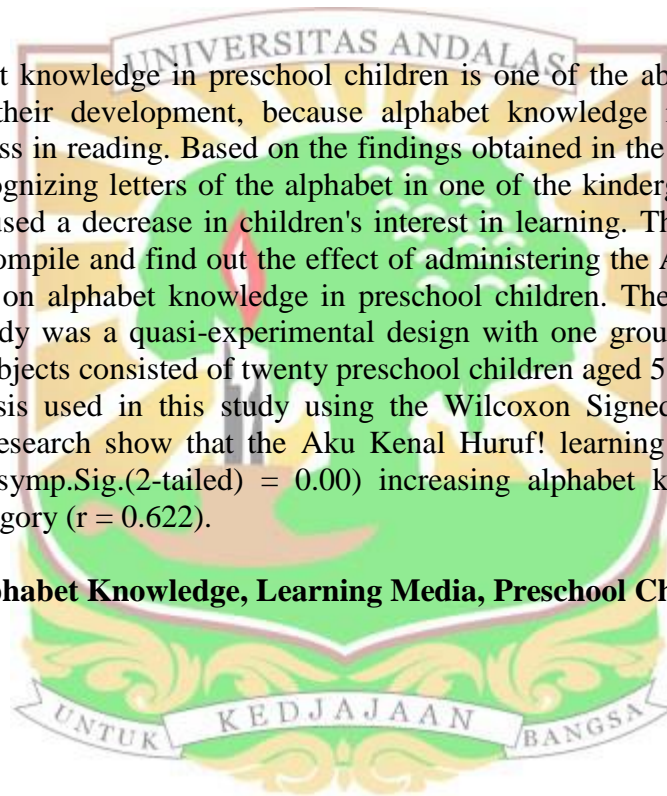 UNIVERSITAS ANDALAS
t knowledge in preschool children is one of the ab
their development, because alphabet knowledge
ss in reading. Based on the findings obtained in the
ognizing letters of the alphabet in one of the kinderg
used a decrease in children's interest in learning. Th
ompile and find out the effect of administering the A
on alphabet knowledge in preschool children. The
dy was a quasi-experimental design with one grou
bjects consisted of twenty preschool children aged 5
sis used in this study using the Wilcoxon Signed
esearch show that the Aku Kenal Huruf! learning
symp.Sig.(2-tailed) = 0.00) increasing alphabet k
egory (r = 0.622).
phabet Knowledge, Learning Media, Preschool Ch
UNTUK KEDJAJAAN BANGSA